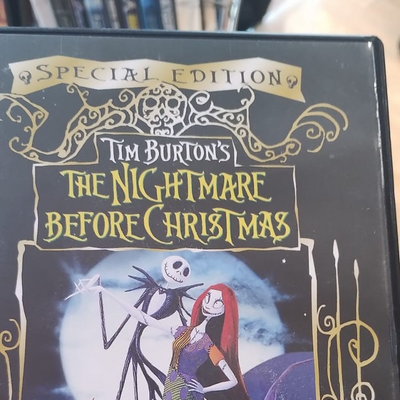 SPECIAL EDITION
TIM BURTON'S
THE NIGHTMARE
BEFORE CHRISTMAS